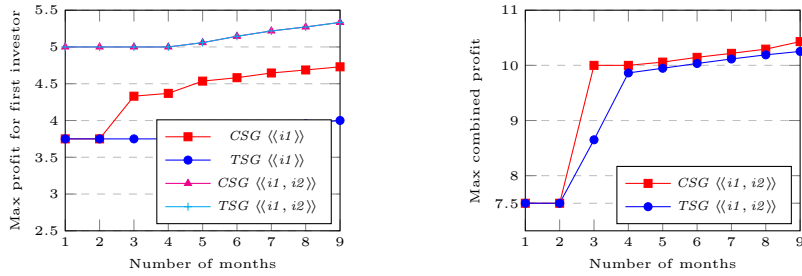 Max profit for first investor
5.5
5
4.5
4
3.5
3
2.5
1 2 3 4 5 6 7 8 9
Number of months
CSG ⟨⟨i1⟩⟩
TSG ⟨⟨i1⟩⟩
CSG ⟨⟨i1, i2⟩⟩
TSG ⟨⟨i1, i2⟩⟩
Max combined profit
11
10
9
8
7.5
1 2 3 4 5 6 7 8 9
Number of months
CSG ⟨⟨i1, i2⟩⟩
TSG ⟨⟨i1, i2⟩⟩